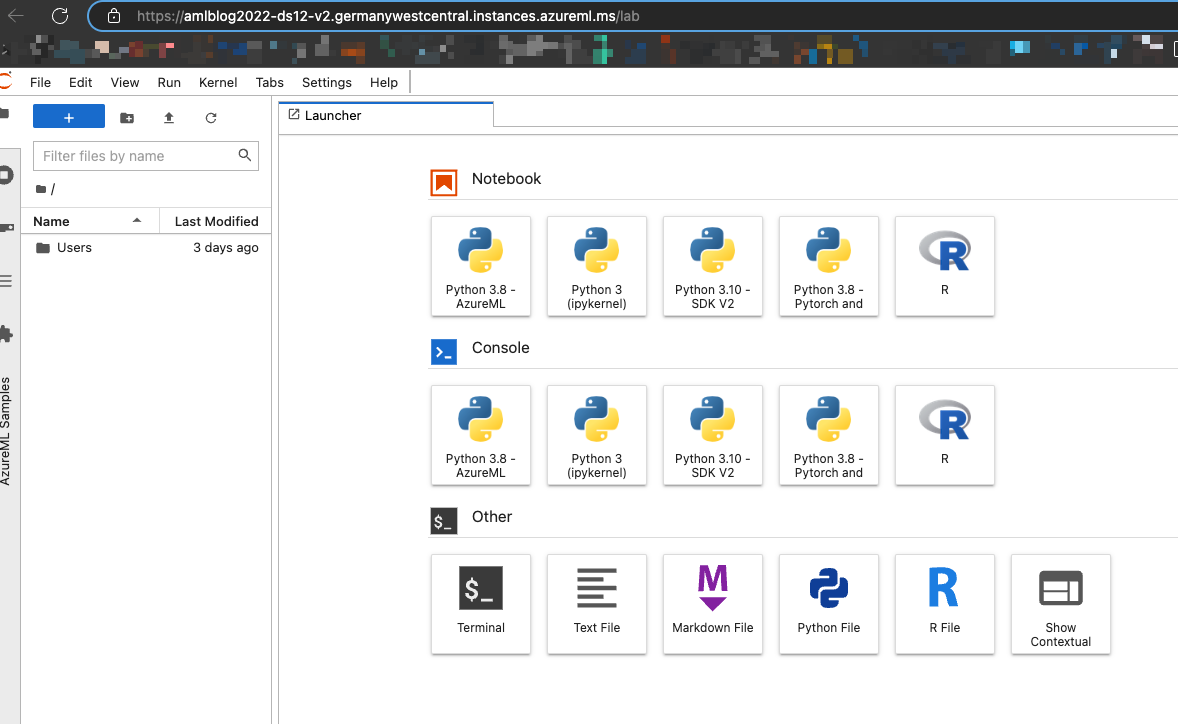 https://amlblog2022-ds12-v2.germanywestcentral.instances.azureml.ms/lab
File Edit View Run Kernel Tabs Settings Help
+
Launcher
Filter files by name
/
Name Last Modified
Users 3 days ago
AzureML Samples
Notebook
Python 3.8 -
AzureML
Python 3
(ipykernel)
Python 3.10 -
SDK V2
Python 3.8 -
Pytorch and
R
R
Console
>_
Python 3.8 -
AzureML
Python 3
(ipykernel)
Python 3.10 -
SDK V2
Python 3.8 -
Pytorch and
R
R
$_
Other
$_
Terminal
Text File
M
Markdown File
Python File
R
R File
Show
Contextual